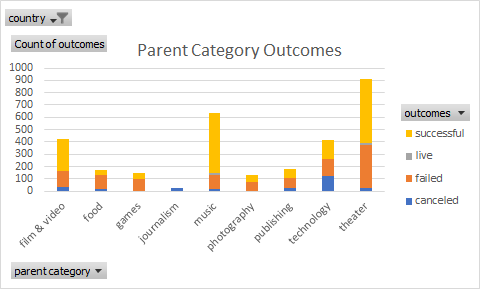 country
Count of outcomes
Parent Category Outcomes
1000
900
800
700
600
500
400
300
200
100
0
film & video
food
games
journalism
music
photography
publishing
technology
theater
outcomes
successful
live
failed
canceled
parent category